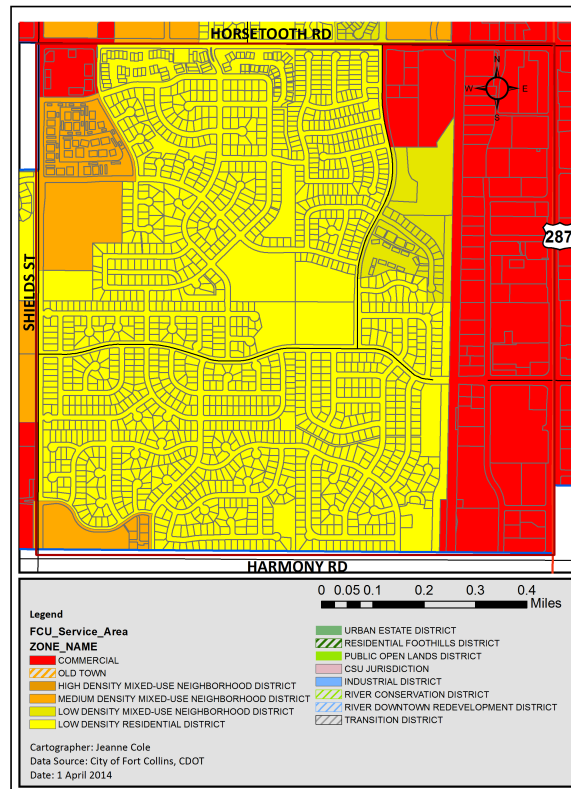 HORSETOOTH RD
N
W E
S
287
SHIELDS ST
HARMONY RD
0 0.05 0.1 0.2 0.3 0.4
Miles
Legend
FCU_Service_Area
ZONE_NAME
COMMERCIAL
OLD TOWN
HIGH DENSITY MIXED-USE NEIGHBORHOOD DISTRICT
MEDIUM DENSITY MIXED-USE NEIGHBORHOOD DISTRICT
LOW DENSITY MIXED-USE NEIGHBORHOOD DISTRICT
LOW DENSITY RESIDENTIAL DISTRICT
URBAN ESTATE DISTRICT
RESIDENTIAL FOOTHILLS DISTRICT
PUBLIC OPEN LANDS DISTRICT
CSU JURISDICTION
INDUSTRIAL DISTRICT
RIVER CONSERVATION DISTRICT
RIVER DOWNTOWN REDEVELOPMENT DISTRICT
TRANSITION DISTRICT
Cartographer: Jeanne Cole
Data Source: City of Fort Collins, CDOT
Date: 1 April 2014